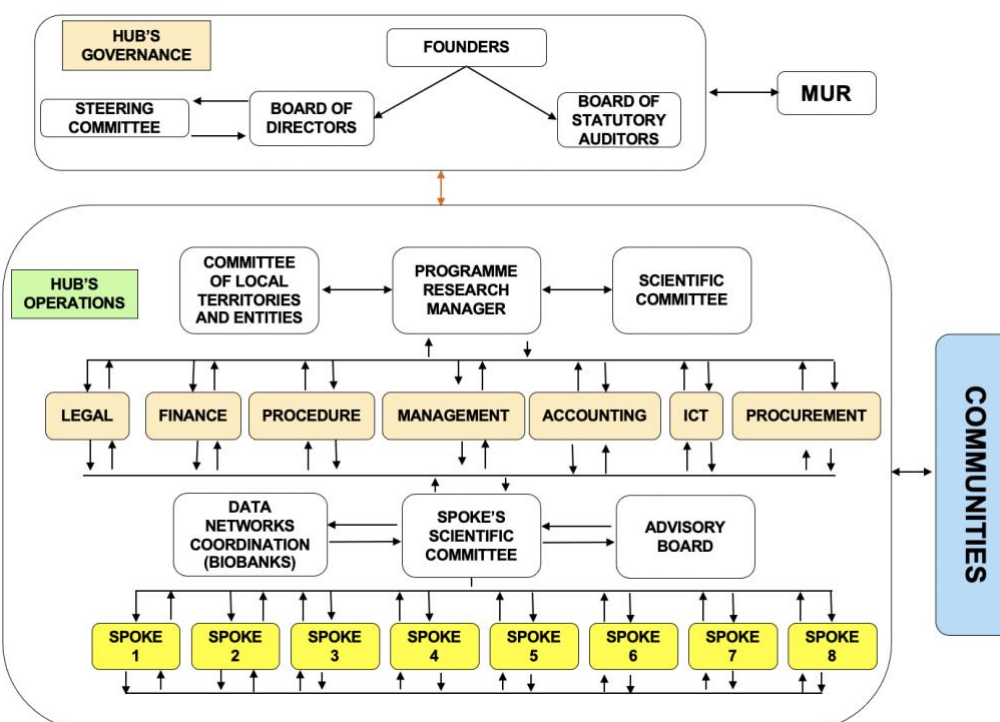 HUB'S
GOVERNANCE
FOUNDERS
STEERING
COMMITTEE
BOARD OF
DIRECTORS
BOARD OF
STATUTORY
AUDITORS
MUR
HUB'S
OPERATIONS
COMMITTEE
OF LOCAL
TERRITORIES
AND ENTITIES
PROGRAMME
RESEARCH
MANAGER
SCIENTIFIC
COMMITTEE
LEGAL
FINANCE
PROCEDURE
MANAGEMENT
ACCOUNTING
ICT
PROCUREMENT
DATA
NETWORKS
COORDINATION
(BIOBANKS)
SPOKE'S
SCIENTIFIC
COMMITTEE
ADVISORY
BOARD
SPOKE
1
SPOKE
2
SPOKE
3
SPOKE
4
SPOKE
5
SPOKE
6
SPOKE
7
SPOKE
8
COMMUNITIES